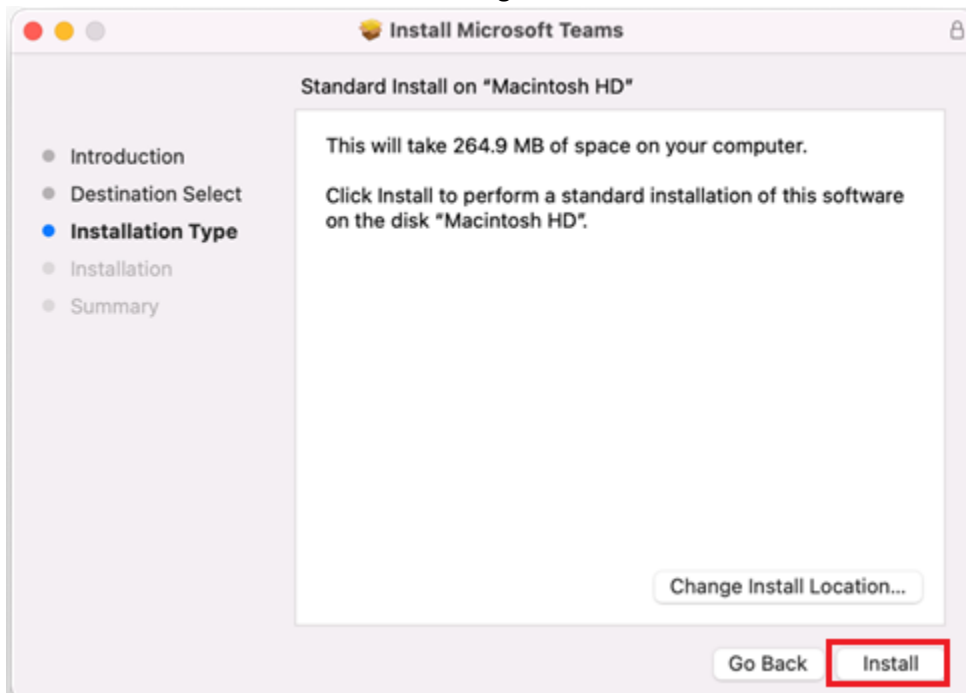 Install Microsoft Teams
Standard Install on "Macintosh HD"
Introduction
Destination Select
Installation Type
Installation
Summary
This will take 264.9 MB of space on your computer.
Click Install to perform a standard installation of this software
on the disk "Macintosh HD".
Change Install Location...
Go Back
Install